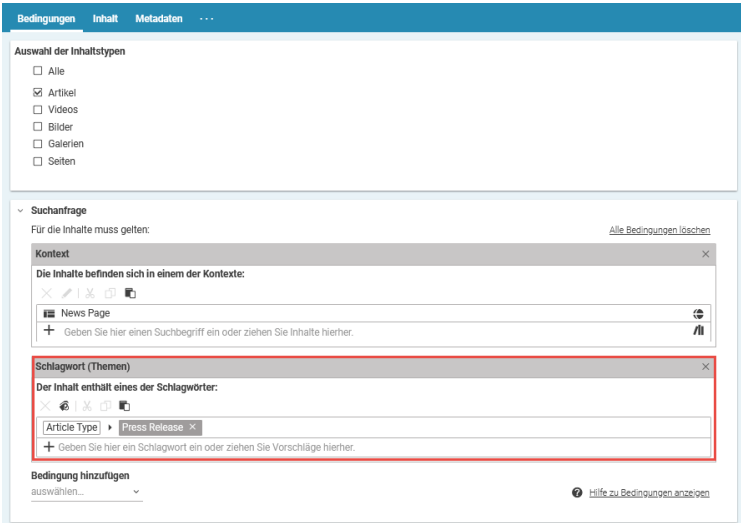 Bedingungen Inhalt Metadaten ···
Auswahl der Inhaltstypen
Alle
Artikel
Videos
Bilder
Galerien
Seiten
Suchanfrage
Für die Inhalte muss gelten: Alle Bedingungen löschen
Kontext
Die Inhalte befinden sich in einem der Kontexte:
News Page
Geben Sie hier einen Suchbegriff ein oder ziehen Sie Inhalte hierher.
Schlagwort (Themen)
Der Inhalt enthält eines der Schlagwörter:
Article Type Press Release
Geben Sie hier ein Schlagwort ein oder ziehen Sie Vorschläge hierher.
Bedingung hinzufügen
auswählen... Hilfe zu Bedingungen anzeigen